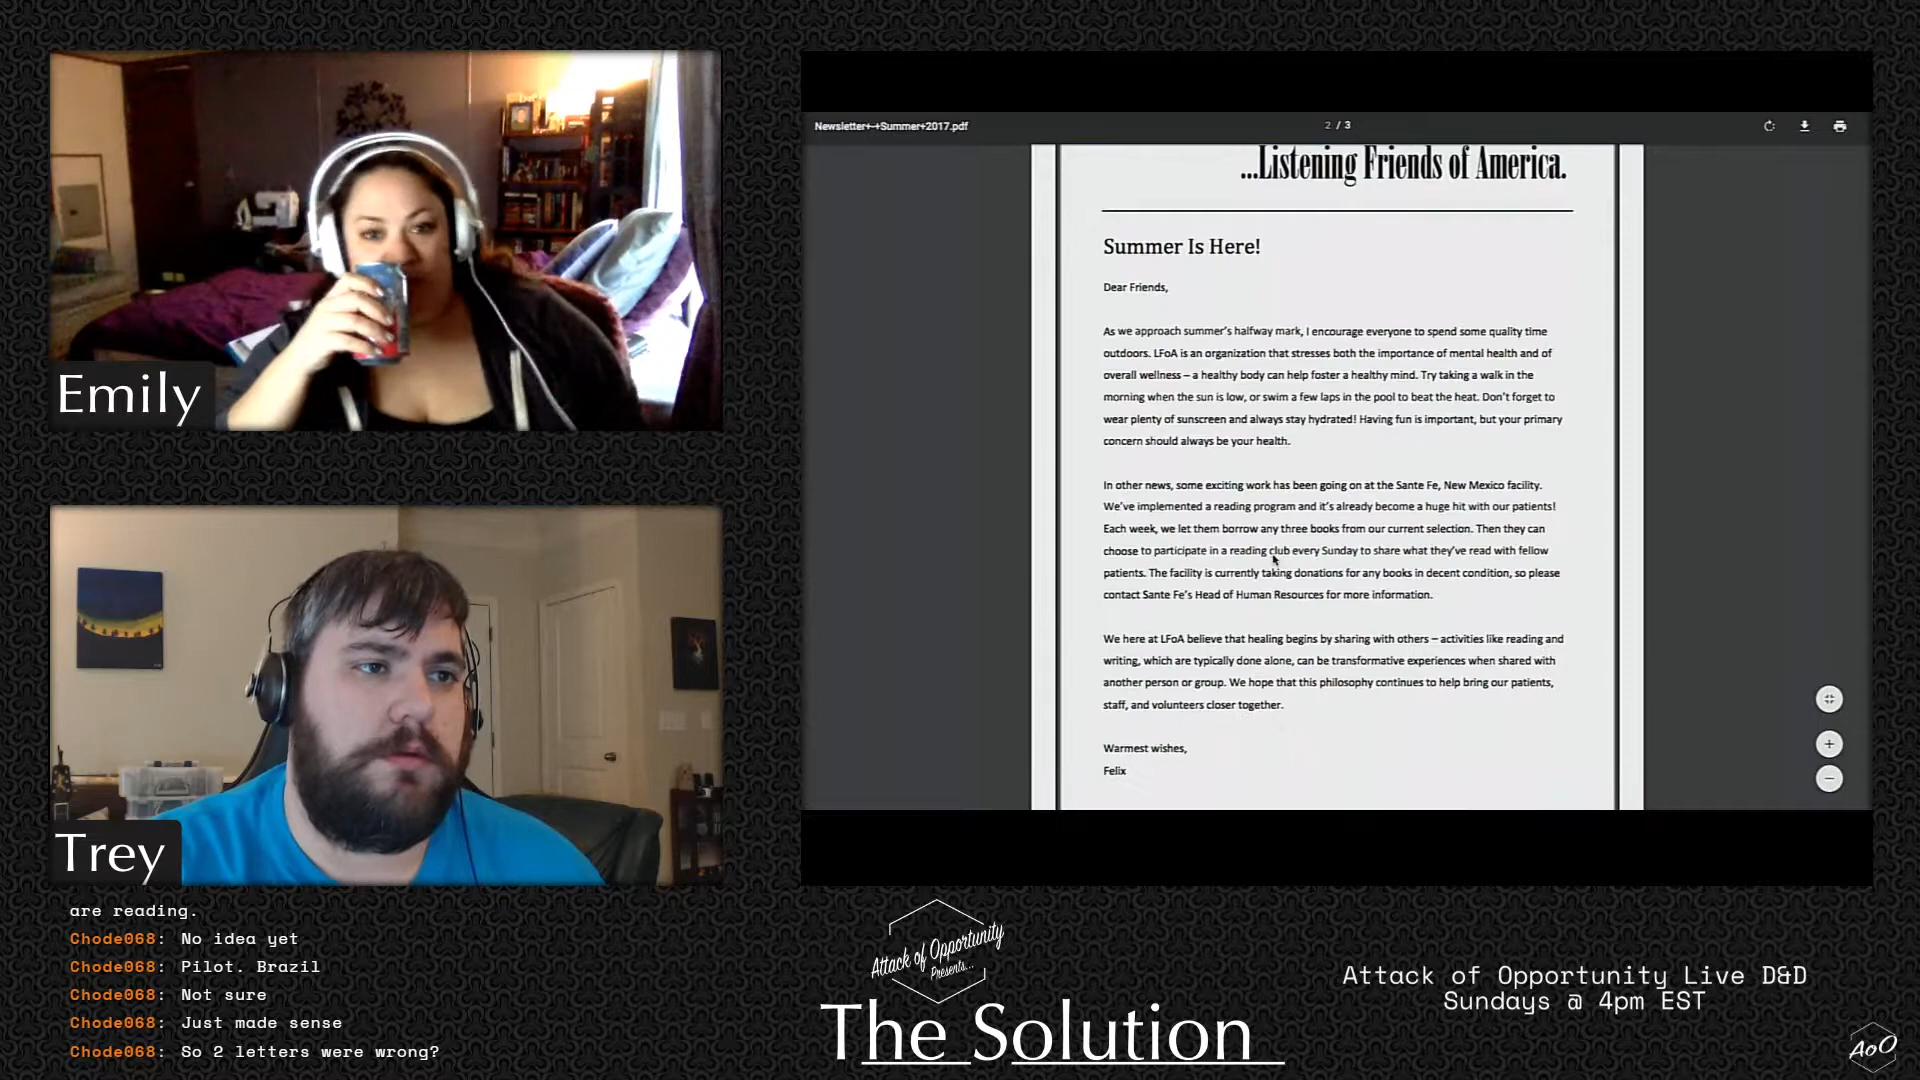 Emily
Trey
Newsletter+-+Summer+2017.pdf
2 / 3
...Listening Friends of America.
Summer Is Here!
Dear Friends,
As we approach summer's halfway mark, I encourage everyone to spend some quality time
outdoors. LFoA is an organization that stresses both the importance of mental health and of
overall wellness – a healthy body can help foster a healthy mind. Try taking a walk in the
morning when the sun is low, or swim a few laps in the pool to beat the heat. Don't forget to
wear plenty of sunscreen and always stay hydrated! Having fun is important, but your primary
concern should always be your health.
In other news, some exciting work has been going on at the Sante Fe, New Mexico facility.
We've implemented a reading program and it's already become a huge hit with our patients!
Each week, we let them borrow any three books from our current selection. Then they can
choose to participate in a reading club every Sunday to share what they've read with fellow
patients. The facility is currently taking donations for any books in decent condition, so please
contact Sante Fe's Head of Human Resources for more information.
We here at LFoA believe that healing begins by sharing with others – activities like reading and
writing, which are typically done alone, can be transformative experiences when shared with
another person or group. We hope that this philosophy continues to help bring our patients,
staff, and volunteers closer together.
Warmest wishes,
Felix
are reading.
Chode068: No idea yet
Chode068: Pilot. Brazil
Chode068: Not sure
Chode068: Just made sense
Chode068: So 2 letters were wrong?
Attack of Opportunity
Presents...
The Solution
Attack of Opportunity Live D&D
Sundays @ 4pm EST
AoO